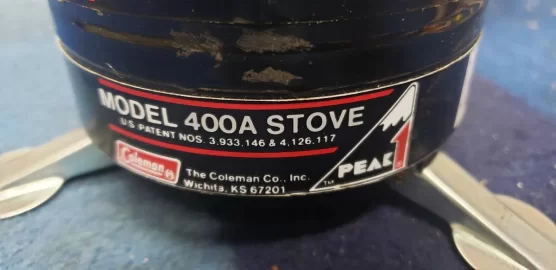 MODEL 400A STOVE
U.S. PATENT NOS. 3,933,146 & 4,126,117
Coleman
The Coleman Co., Inc.
Wichita, KS 67201
PEAK 1
TM